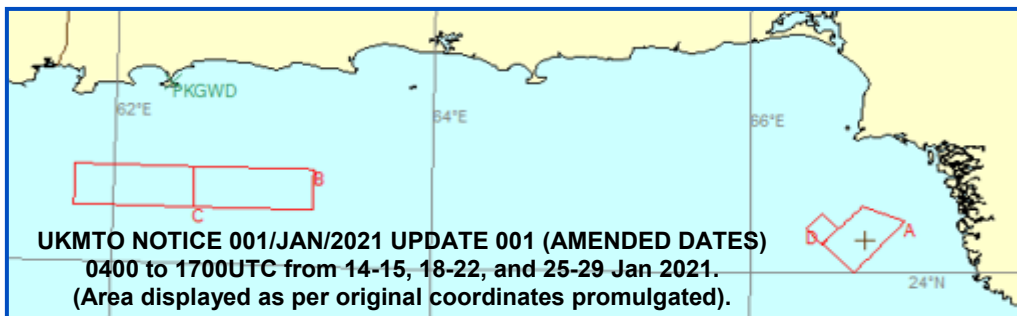 PKGWD
62°E
64°E
66°E
B
C
D
A
UKMTO NOTICE 001/JAN/2021 UPDATE 001 (AMENDED DATES)
0400 to 1700UTC from 14-15, 18-22, and 25-29 Jan 2021.
24°N
(Area displayed as per original coordinates promulgated).